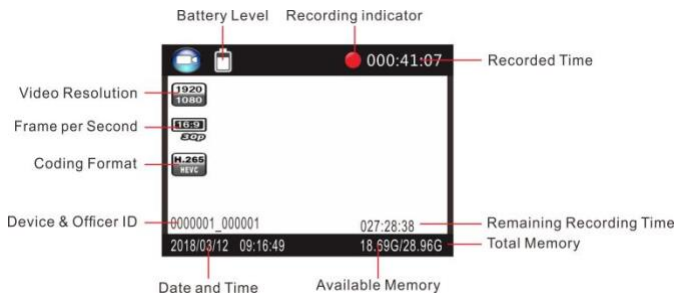 Battery Level Recording indicator
000:41:07 Recorded Time
Video Resolution 1920
1080
Frame per Second 16:9
30p
Coding Format H.265
HEVC
Device & Officer ID 0000001_000001 027:28:38 Remaining Recording Time
2018/03/12 09:16:49 18.69G/28.96G Total Memory
Date and Time Available Memory